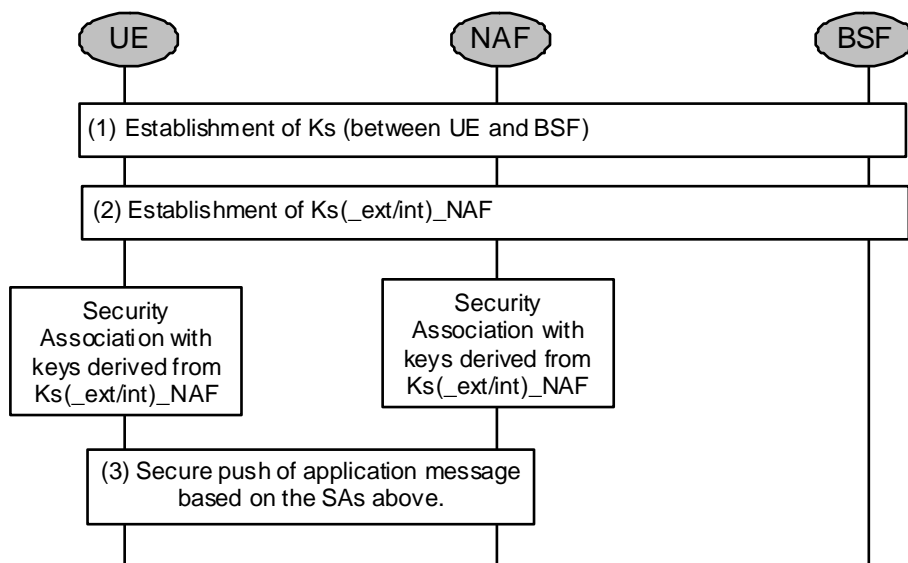 UE
NAF
BSF
(1) Establishment of Ks (between UE and BSF)
(2) Establishment of Ks(_ext/int)_NAF
Security
Association with
keys derived from
Ks(_ext/int)_NAF
Security
Association with
keys derived from
Ks(_ext/int)_NAF
(3) Secure push of application message
based on the SAs above.